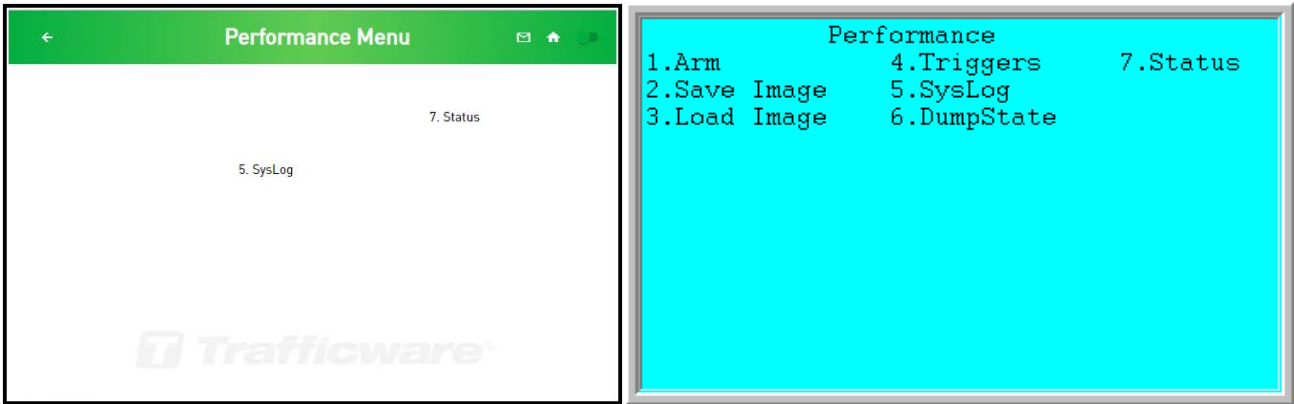 Performance Menu
7. Status
5. SysLog
Trafficware
Performance
1.Arm 4.Triggers 7.Status
2.Save Image 5.SysLog
3.Load Image 6.DumpState